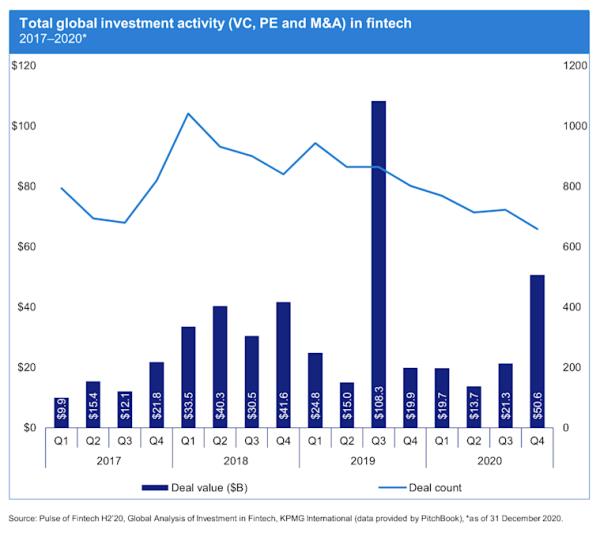 Total global investment activity (VC, PE and M&A) in fintech
2017–2020*
$120 1200
$100 1000
$80 800
$60 600
$40 400
$20 200
$0 0
$9.9 $15.4 $12.1 $21.8 $33.5 $40.3 $30.5 $41.6 $24.8 $15.0 $108.3 $19.9 $19.7 $13.7 $21.3 $50.6
Q1 Q2 Q3 Q4 Q1 Q2 Q3 Q4 Q1 Q2 Q3 Q4 Q1 Q2 Q3 Q4
2017 2018 2019 2020
Deal value ($B) Deal count
Source: Pulse of Fintech H2'20, Global Analysis of Investment in Fintech, KPMG International (data provided by PitchBook), *as of 31 December 2020.